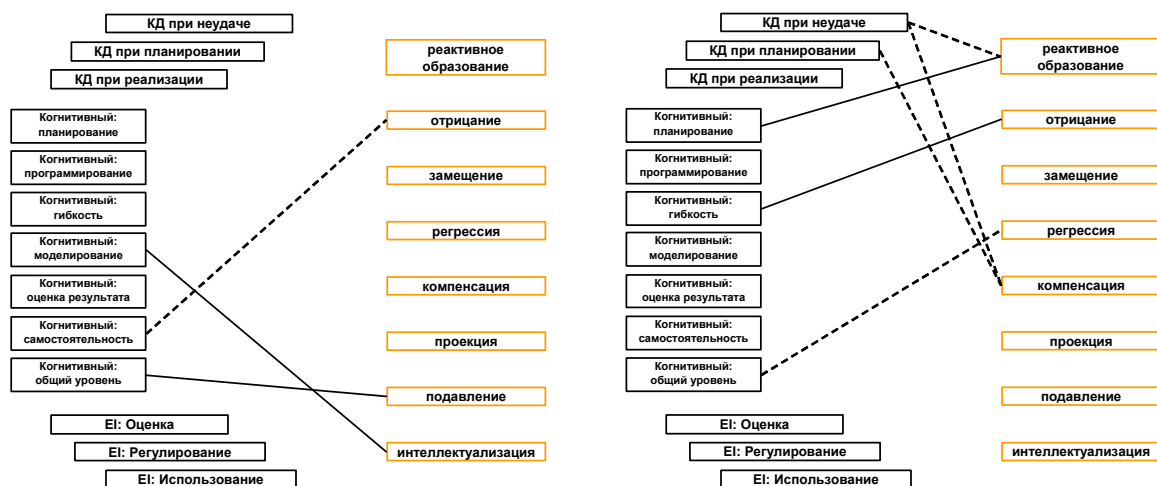 КД при неудаче
КД при планировании
КД при реализации
Когнитивный:
планирование
Когнитивный:
программирование
Когнитивный:
гибкость
Когнитивный:
моделирование
Когнитивный:
оценка результата
Когнитивный:
самостоятельность
Когнитивный:
общий уровень
EI: Оценка
EI: Регулирование
EI: Использование
реактивное
образование
отрицание
замещение
регрессия
компенсация
проекция
подавление
интеллектуализация
КД при неудаче
КД при планировании
КД при реализации
Когнитивный:
планирование
Когнитивный:
программирование
Когнитивный:
гибкость
Когнитивный:
моделирование
Когнитивный:
оценка результата
Когнитивный:
самостоятельность
Когнитивный:
общий уровень
EI: Оценка
EI: Регулирование
EI: Использование
реактивное
образование
отрицание
замещение
регрессия
компенсация
проекция
подавление
интеллектуализация